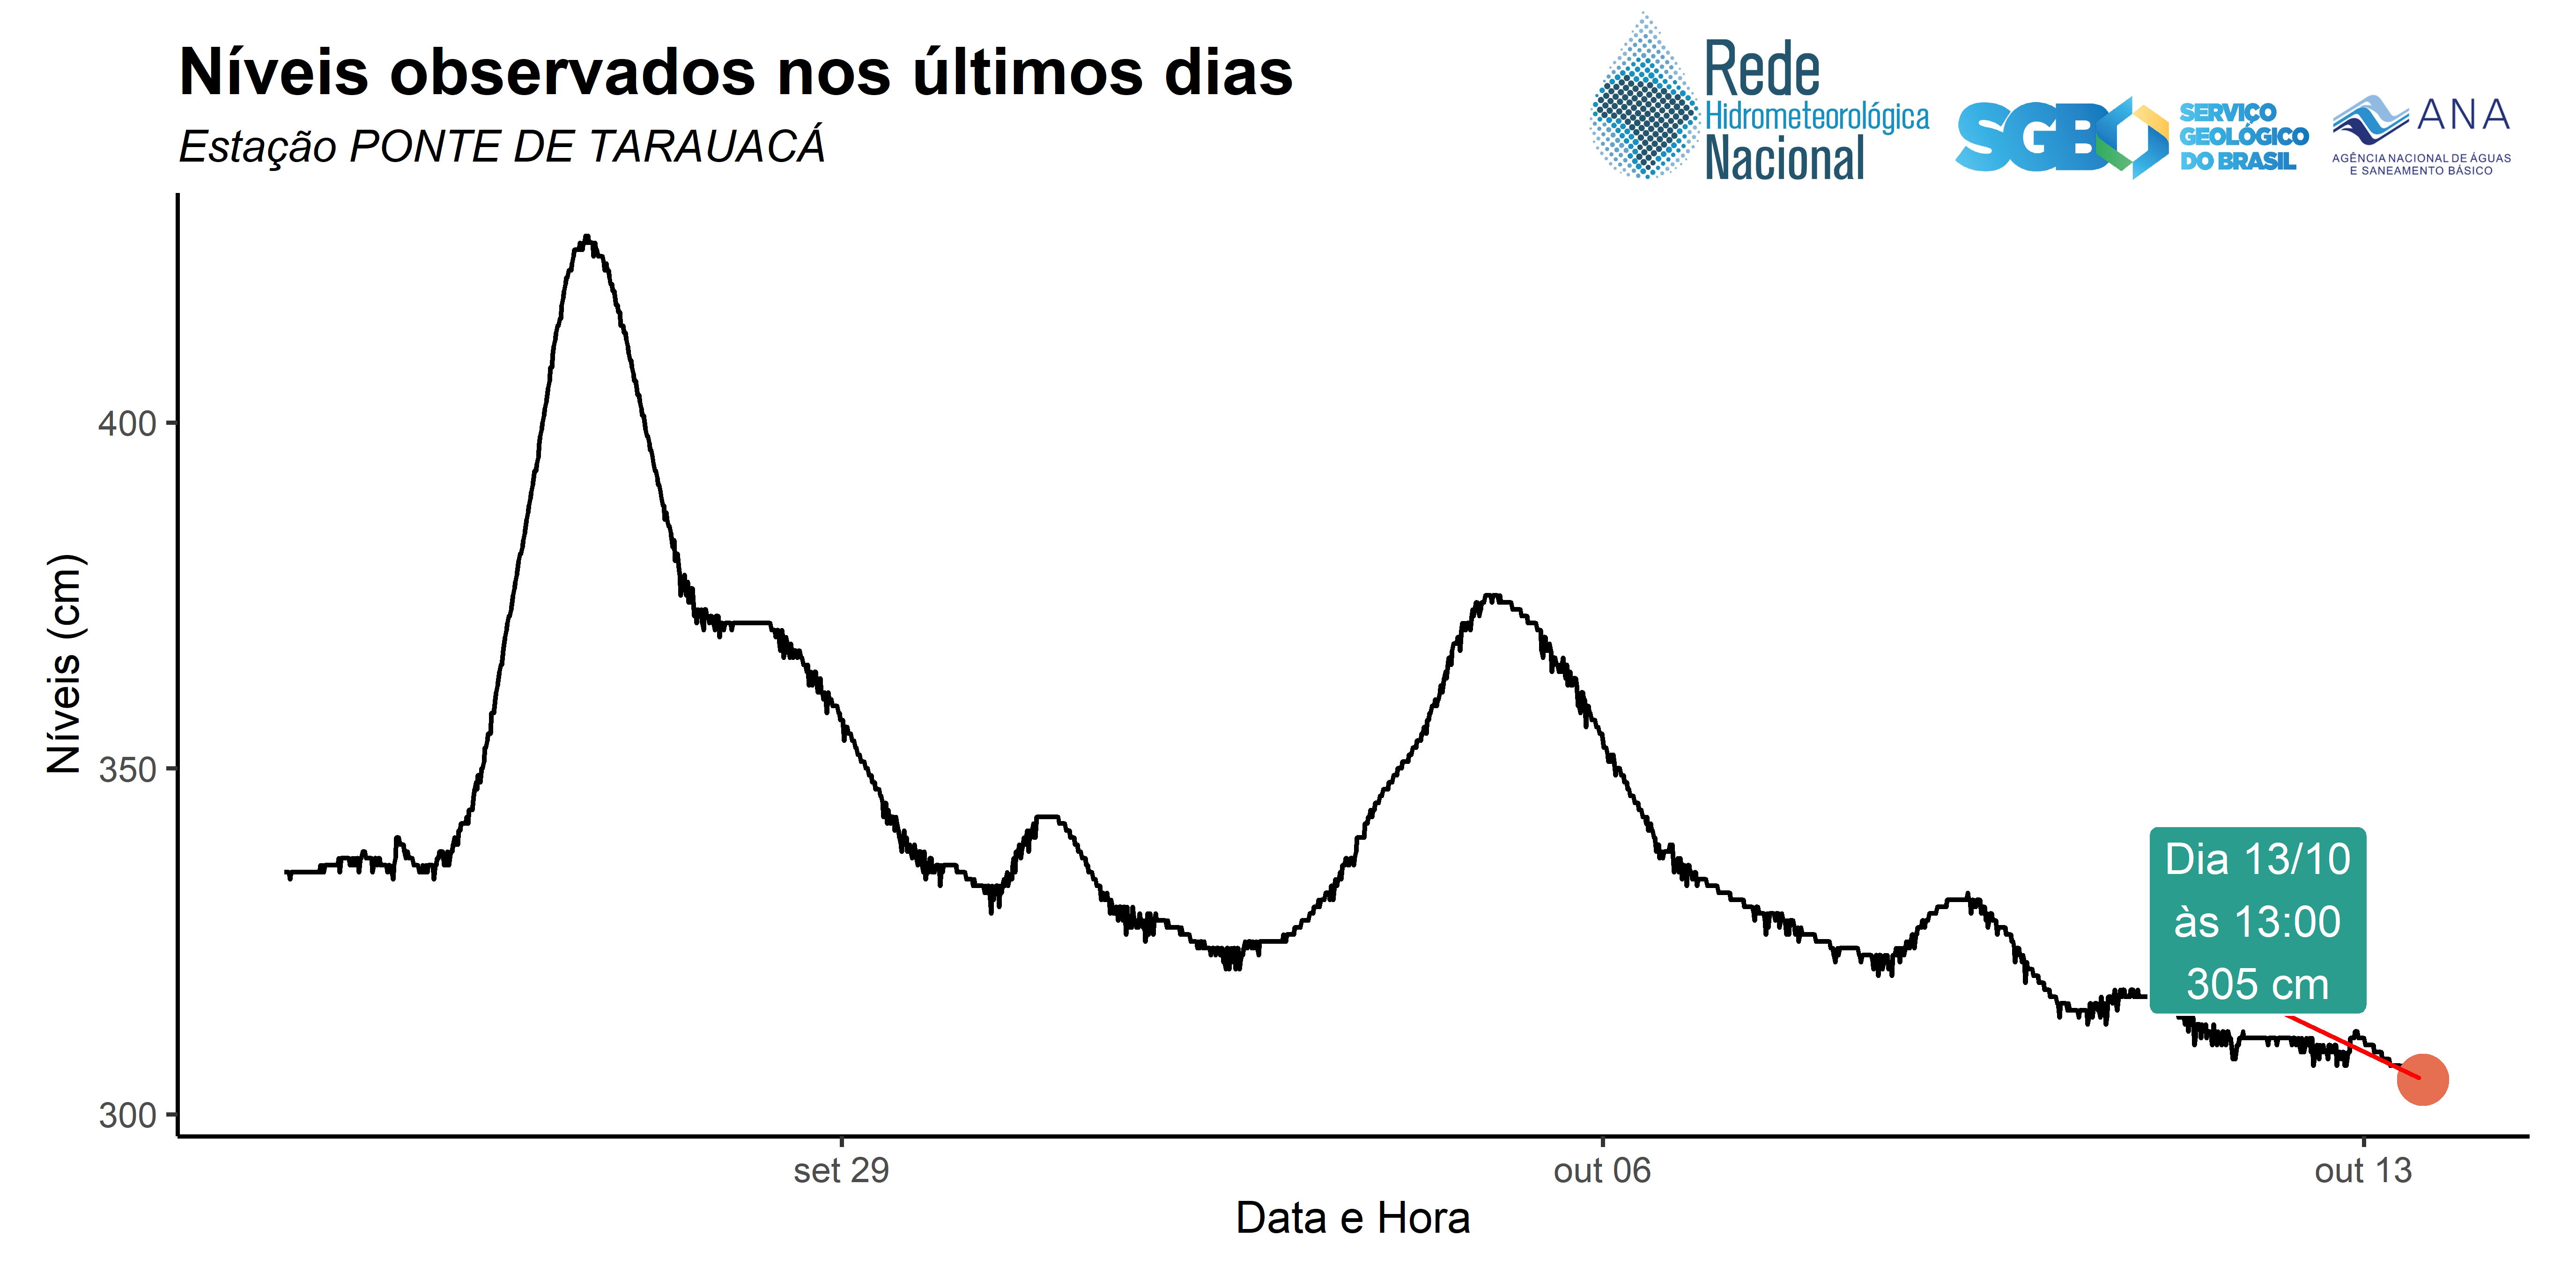 Níveis observados nos últimos dias
Estação PONTE DE TARAUACÁ
Rede
Hidrometeorológica
Nacional
SGB
SERVIÇO
GEOLÓGICO
DO BRASIL
ANA
AGÊNCIA NACIONAL DE ÁGUAS
E SANEAMENTO BÁSICO
Níveis (cm)
400
350
300
Dia 13/10
às 13:00
305 cm
set 29
out 06
out 13
Data e Hora